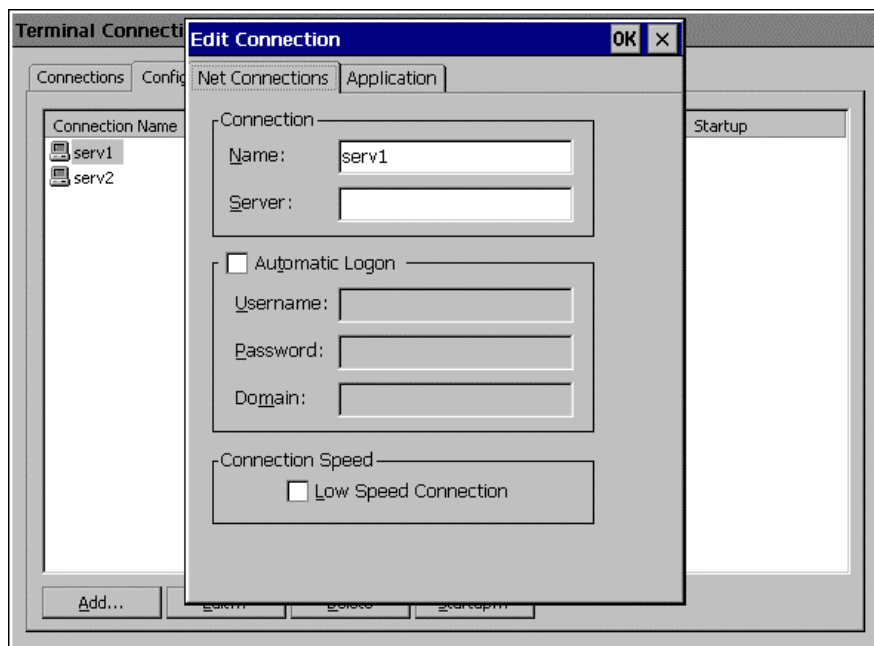 Terminal Connecti
Edit Connection
OK
Connections
Config
Net Connections
Application
Connection Name
Startup
serv1
serv2
Connection
Name:
serv1
Server:
Automatic Logon
Username:
Password:
Domain:
Connection Speed
Low Speed Connection
Add...